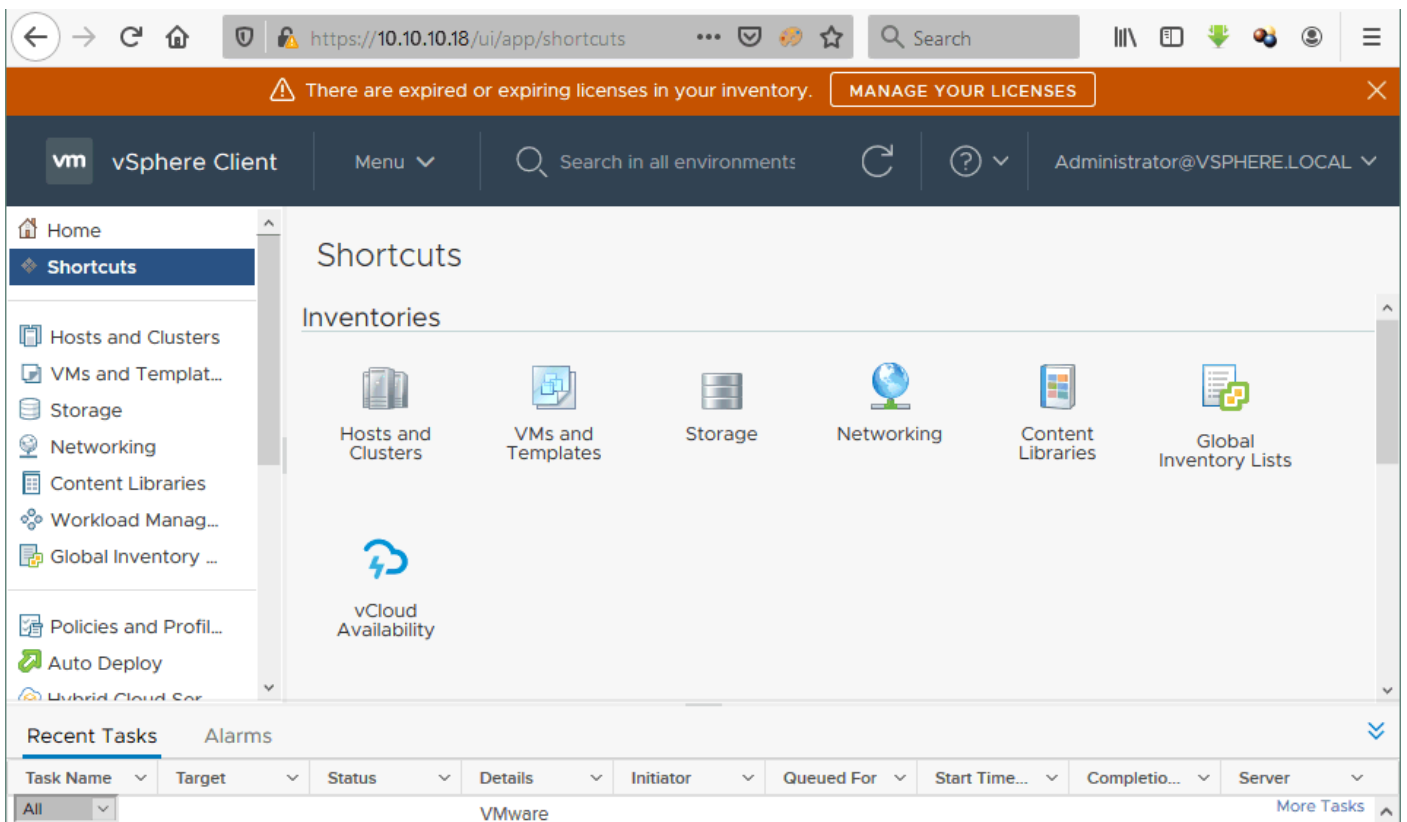 https://10.10.10.18/ui/app/shortcuts
Search
There are expired or expiring licenses in your inventory.
MANAGE YOUR LICENSES
vm vSphere Client
Menu
Search in all environments
Administrator@VSPHERE.LOCAL
Home
Shortcuts
Hosts and Clusters
VMs and Templat...
Storage
Networking
Content Libraries
Workload Manag...
Global Inventory ...
Policies and Profil...
Auto Deploy
Hybrid Cloud Ser
Shortcuts
Inventories
Hosts and
Clusters
VMs and
Templates
Storage
Networking
Content
Libraries
Global
Inventory Lists
vCloud
Availability
Recent Tasks
Alarms
Task Name
Target
Status
Details
Initiator
Queued For
Start Time...
Completio...
Server
All
VMware
More Tasks